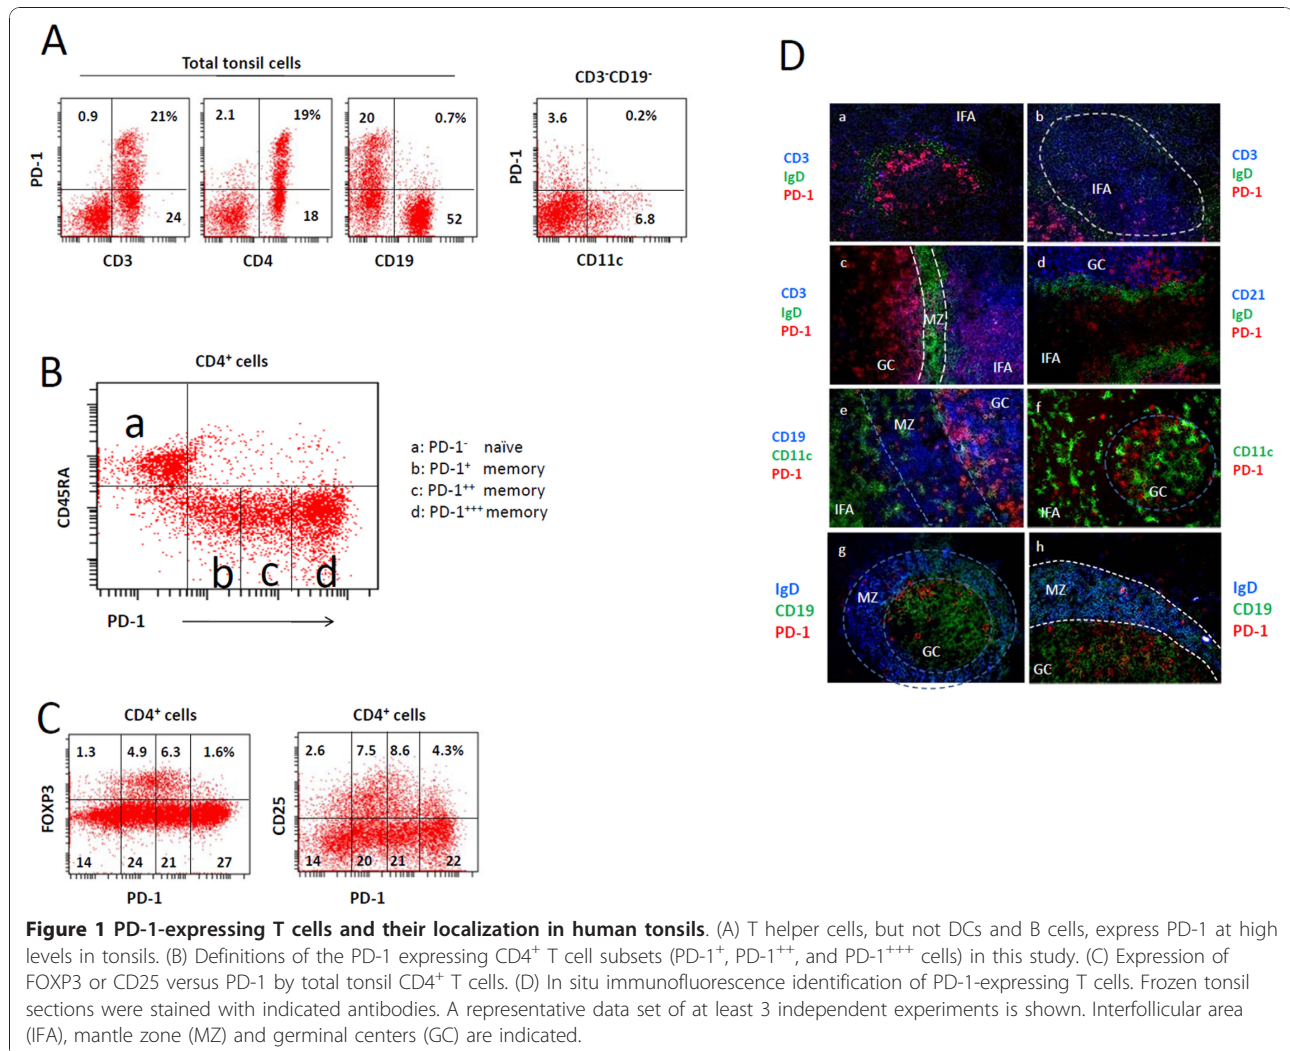 A
Total tonsil cells
CD3-CD19-
0.9 21%
24
2.1 19%
18
20 0.7%
52
3.6 0.2%
6.8
PD-1
PD-1
CD3 CD4 CD19 CD11c
B
CD4+ cells
a
b c d
CD45RA
PD-1
a: PD-1- naïve
b: PD-1+ memory
c: PD-1++ memory
d: PD-1+++ memory
C
CD4+ cells
1.3 4.9 6.3 1.6%
14 24 21 27
FOXP3
PD-1
CD4+ cells
2.6 7.5 8.6 4.3%
14 20 21 22
CD25
PD-1
D
CD3
IgD
PD-1
a IFA
b IFA
CD3
IgD
PD-1
CD3
IgD
PD-1
c MZ GC IFA
d GC IFA
CD21
IgD
PD-1
CD19
CD11c
PD-1
e MZ GC IFA
f GC IFA
CD11c
PD-1
IgD
CD19
PD-1
g MZ GC
h MZ GC
IgD
CD19
PD-1
Figure 1 PD-1-expressing T cells and their localization in human tonsils. (A) T helper cells, but not DCs and B cells, express PD-1 at high
levels in tonsils. (B) Definitions of the PD-1 expressing CD4+ T cell subsets (PD-1+, PD-1++, and PD-1+++ cells) in this study. (C) Expression of
FOXP3 or CD25 versus PD-1 by total tonsil CD4+ T cells. (D) In situ immunofluorescence identification of PD-1-expressing T cells. Frozen tonsil
sections were stained with indicated antibodies. A representative data set of at least 3 independent experiments is shown. Interfollicular area
(IFA), mantle zone (MZ) and germinal centers (GC) are indicated.